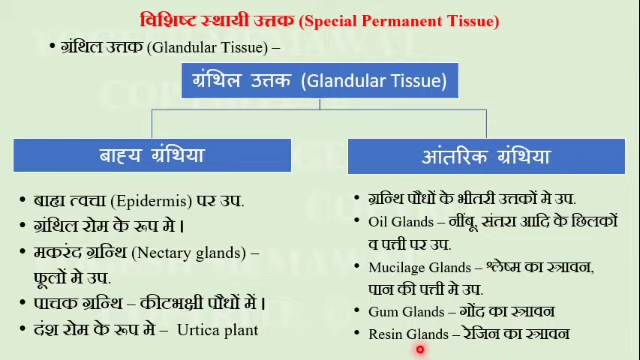 विशिष्ट स्थायी उत्तक (Special Permanent Tissue)
• ग्रंथिल उत्तक (Glandular Tissue) –
ग्रंथिल उत्तक (Glandular Tissue)
बाह्य ग्रंथिया
• बाह्य त्वचा (Epidermis) पर उप.
• ग्रंथिल रोम के रूप मे ।
• मकरंद ग्रन्थि (Nectary glands) –
फूलों मे उप.
• पाचक ग्रन्थि – कीटभक्षी पौधों में ।
• दंश रोम के रूप मे – Urtica plant
आंतरिक ग्रंथिया
• ग्रन्थि पौधों के भीतरी उत्तकों मे उप.
• Oil Glands – नींबू, संतरा आदि के छिलकों
व पत्ती पर उप.
• Mucilage Glands – श्लेष्म का स्त्रावन,
पान की पत्ती मे उप.
• Gum Glands – गोंद का स्त्रावन
• Resin Glands – रेजिन का स्त्रावन